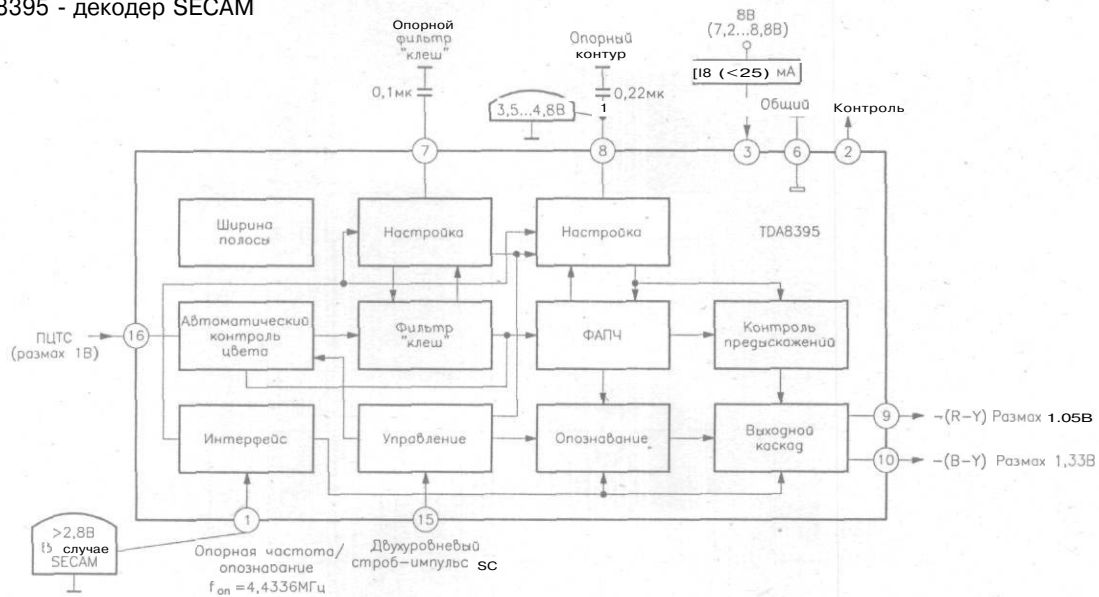 8395 - декодер SECAM
Опорной
фильтр
"клеш"
0,1мк
Опорный
контур
3,5...4,8В
1
0,22мк
8В
(7,2...8,8В)
[I8 (<25) мА
Общий
Контроль
7
8
3
6
2
Ширина
полосы
Настройка
Настройка
TDA8395
ПЦТС
(размах 1В)
16
Автоматический
контроль
цвета
Фильтр
"клеш"
ФАПЧ
Контроль
предыскажений
Интерфейс
Управление
Опознавание
Выходной
каскад
9
-(R-Y) Размах 1.05В
10
-(B-Y) Размах 1,33В
>2,8В
В случае
SECAM
1
15
Опорная частота/
опознавание
fоп =4,4336МГц
Двухуровневый
строб-импульс SC